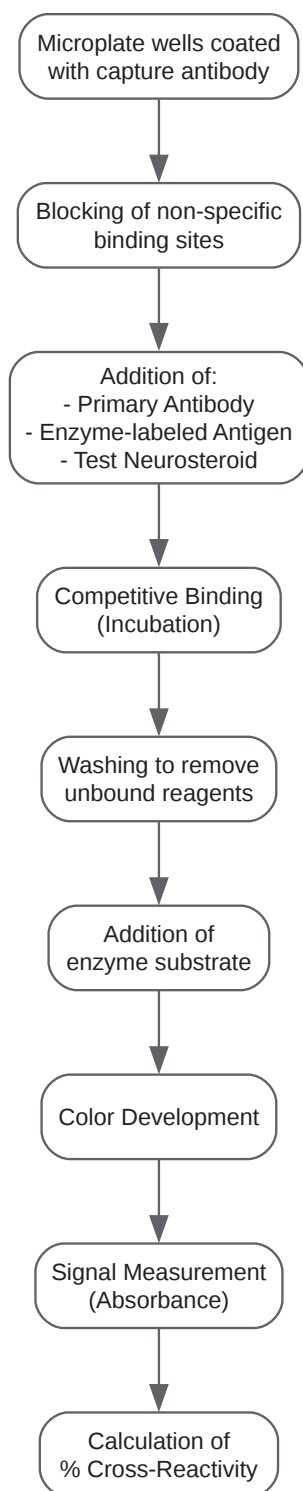 Microplate wells coated
with capture antibody
Blocking of non-specific
binding sites
Addition of:
- Primary Antibody
- Enzyme-labeled Antigen
- Test Neurosteroid
Competitive Binding
(Incubation)
Washing to remove
unbound reagents
Addition of
enzyme substrate
Color Development
Signal Measurement
(Absorbance)
Calculation of
% Cross-Reactivity